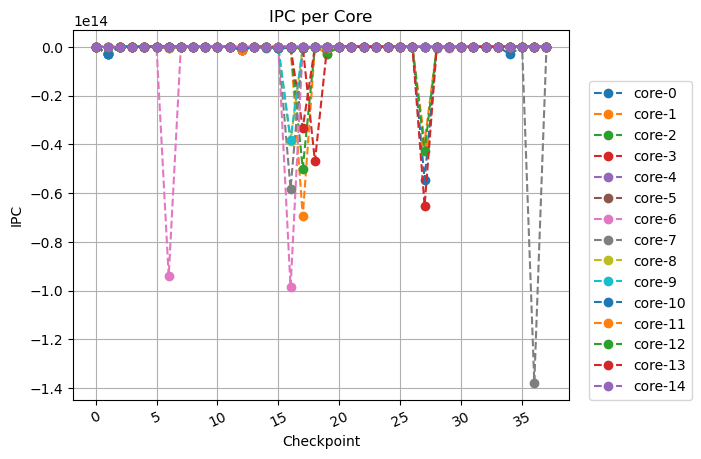 IPC per Core
1e14
0.0
−0.2
−0.4
−0.6
−0.8
−1.0
−1.2
−1.4
IPC
0 5 10 15 20 25 30 35
Checkpoint
core-0
core-1
core-2
core-3
core-4
core-5
core-6
core-7
core-8
core-9
core-10
core-11
core-12
core-13
core-14